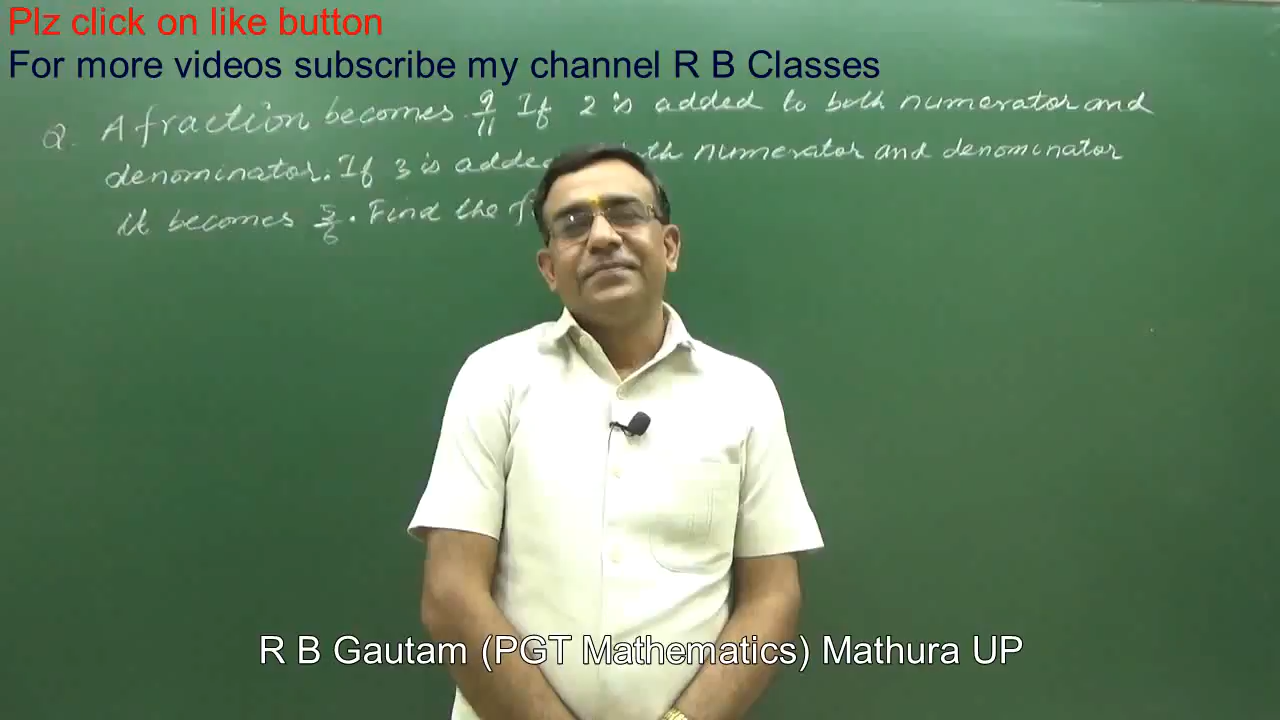 Plz click on like button
For more videos subscribe my channel R B Classes
Q. A fraction becomes 9/11 If 2 is added to both numerator and
denominator. If 3 is added numerator and denominator
it becomes 5/6. Find the
R B Gautam (PGT Mathematics) Mathura UP